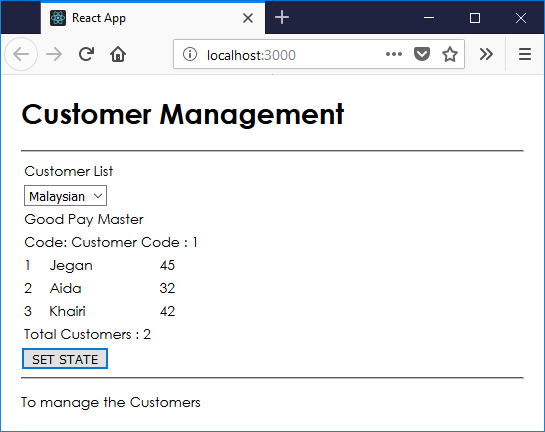 React App
localhost:3000
Customer Management
Customer List
Malaysian
Good Pay Master
Code: Customer Code : 1
1 Jegan 45
2 Aida 32
3 Khairi 42
Total Customers : 2
SET STATE
To manage the Customers